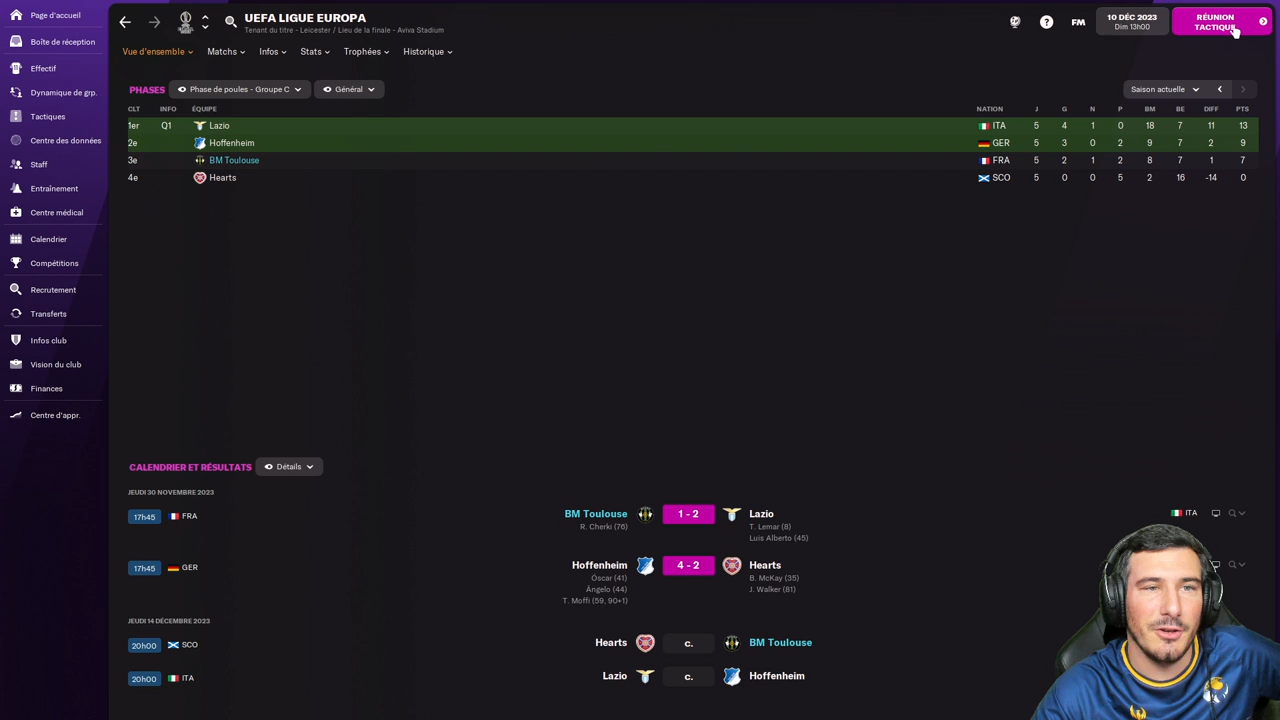 Page d'accueil
Boîte de réception
Effectif
Dynamique de grp.
Tactiques
Centre des données
Staff
Entraînement
Centre médical
Calendrier
Compétitions
Recrutement
Transferts
Infos club
Vision du club
Finances
Centre d'appr.
UEFA LIGUE EUROPA
Tenant du titre - Leicester / Lieu de la finale - Aviva Stadium
FM
10 DÉC 2023
Dim 13h00
RÉUNION
TACTIQUE
Vue d'ensemble Matchs Infos Stats Trophées Historique
PHASES Phase de poules - Groupe C Général Saison actuelle
CLT INFO ÉQUIPE NATION J G N P BM BE DIFF PTS
1er Q1 Lazio ITA 5 4 1 0 18 7 11 13
2e Hoffenheim GER 5 3 0 2 9 7 2 9
3e BM Toulouse FRA 5 2 1 2 8 7 1 7
4e Hearts SCO 5 0 0 5 2 16 -14 0
CALENDRIER ET RÉSULTATS Détails
JEUDI 30 NOVEMBRE 2023
17h45 FRA BM Toulouse 1 - 2 Lazio ITA
R. Cherki (76) T. Lemar (8)
Luis Alberto (45)
17h45 GER Hoffenheim 4 - 2 Hearts
Óscar (41) B. McKay (35)
Ângelo (44) J. Walker (81)
T. Moffi (59, 90+1)
JEUDI 14 DÉCEMBRE 2023
20h00 SCO Hearts c. BM Toulouse
20h00 ITA Lazio c. Hoffenheim